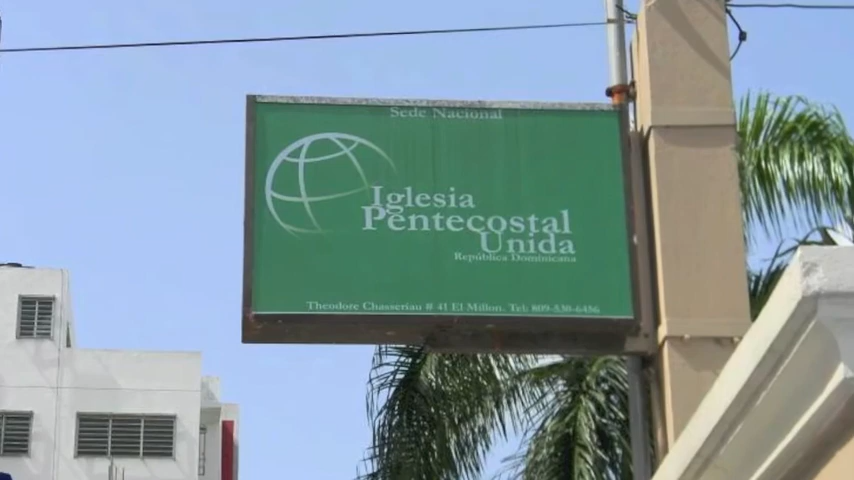 Sede Nacional
Iglesia
Pentecostal
Unida
República Dominicana
Theodore Chasseriau # 41 El Millon. Tel: 809-530-6456